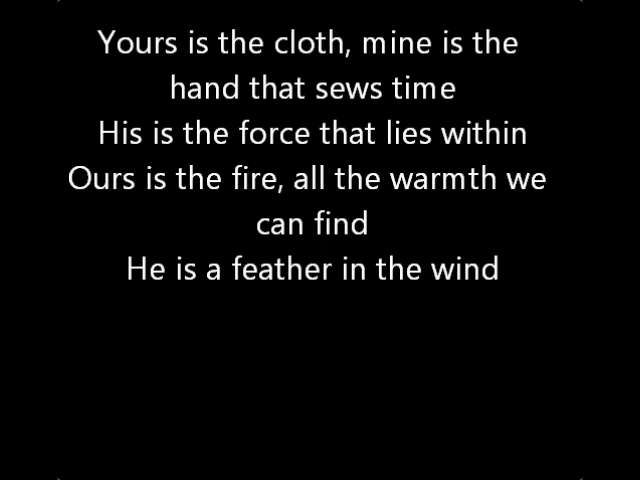 Yours is the cloth, mine is the
hand that sews time
His is the force that lies within
Ours is the fire, all the warmth we
can find
He is a feather in the wind